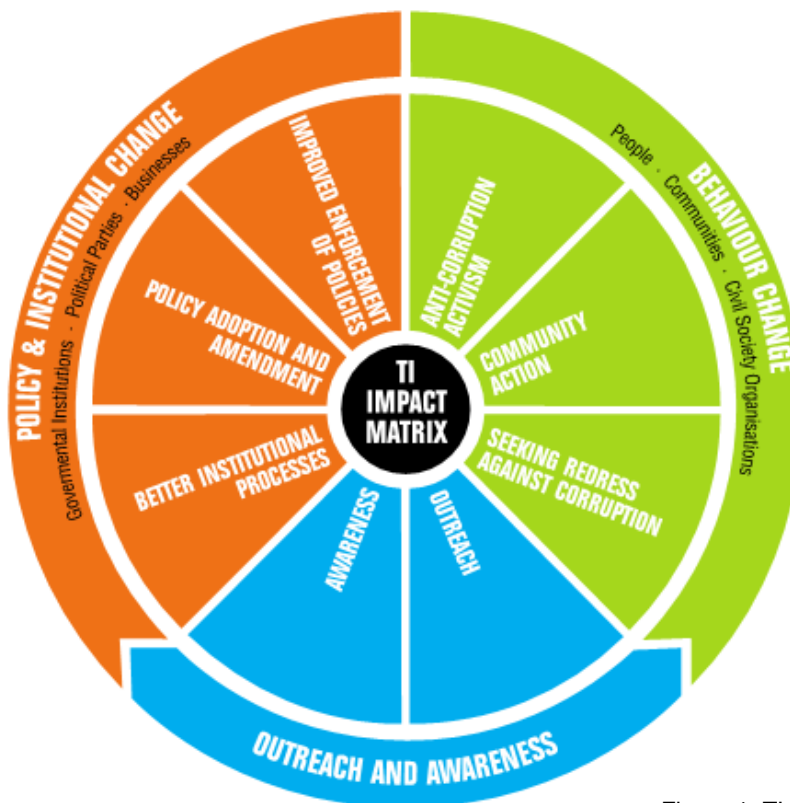 POLICY & INSTITUTIONAL CHANGE
Govermental Institutions · Political Parties · Businesses
IMPROVED ENFORCEMENT
OF POLICIES
POLICY ADOPTION AND
AMENDMENT
BETTER INSTITUTIONAL
PROCESSES
BEHAVIOUR CHANGE
People · Communities · Civil Society Organisations
ANTI-CORRUPTION
ACTIVISM
COMMUNITY
ACTION
SEEKING REDRESS
AGAINST CORRUPTION
TI
IMPACT
MATRIX
AWARENESS
OUTREACH
OUTREACH AND AWARENESS